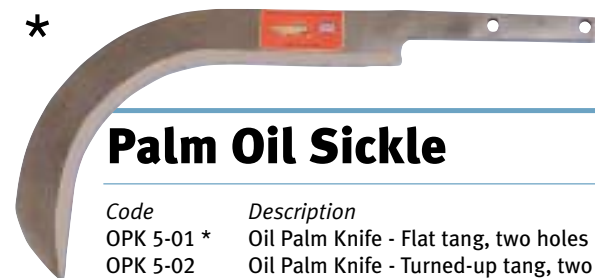 *
Palm Oil Sickle
Code Description
OPK 5-01 * Oil Palm Knife - Flat tang, two holes
OPK 5-02 Oil Palm Knife - Turned-up tang, two